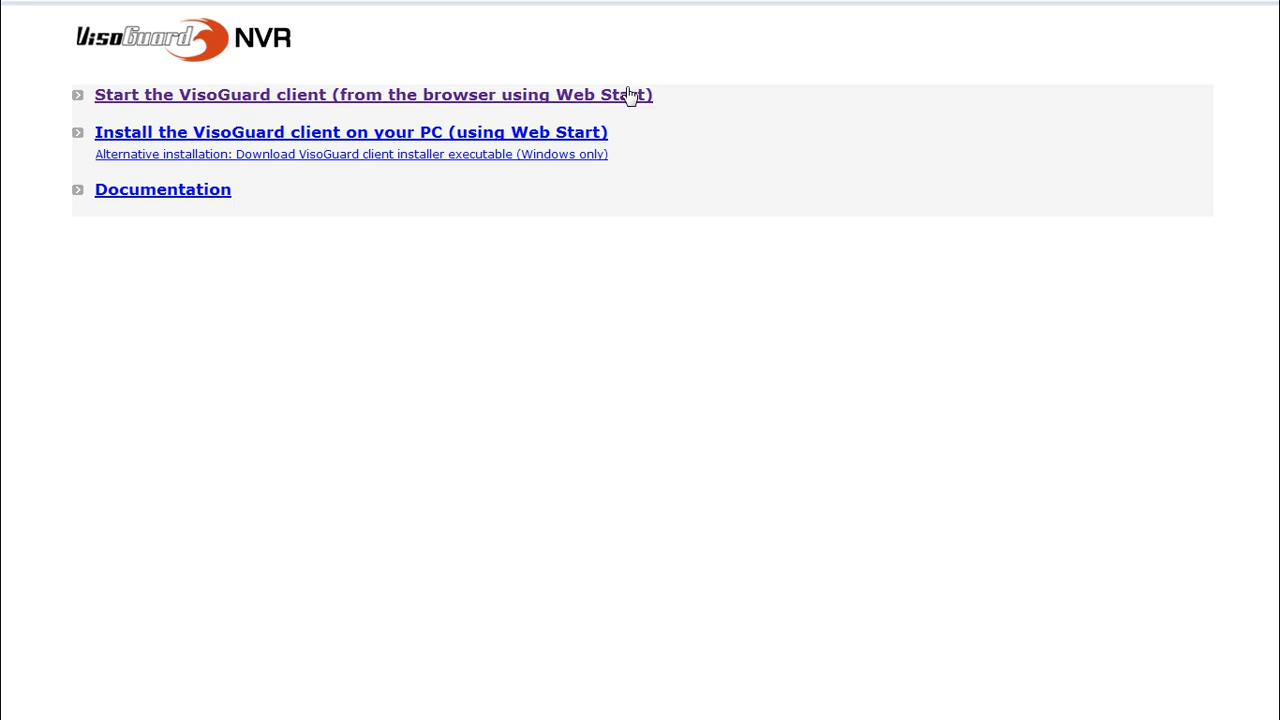 VisoGuard NVR
Start the VisoGuard client (from the browser using Web Start)
Install the VisoGuard client on your PC (using Web Start)
Alternative installation: Download VisoGuard client installer executable (Windows only)
Documentation